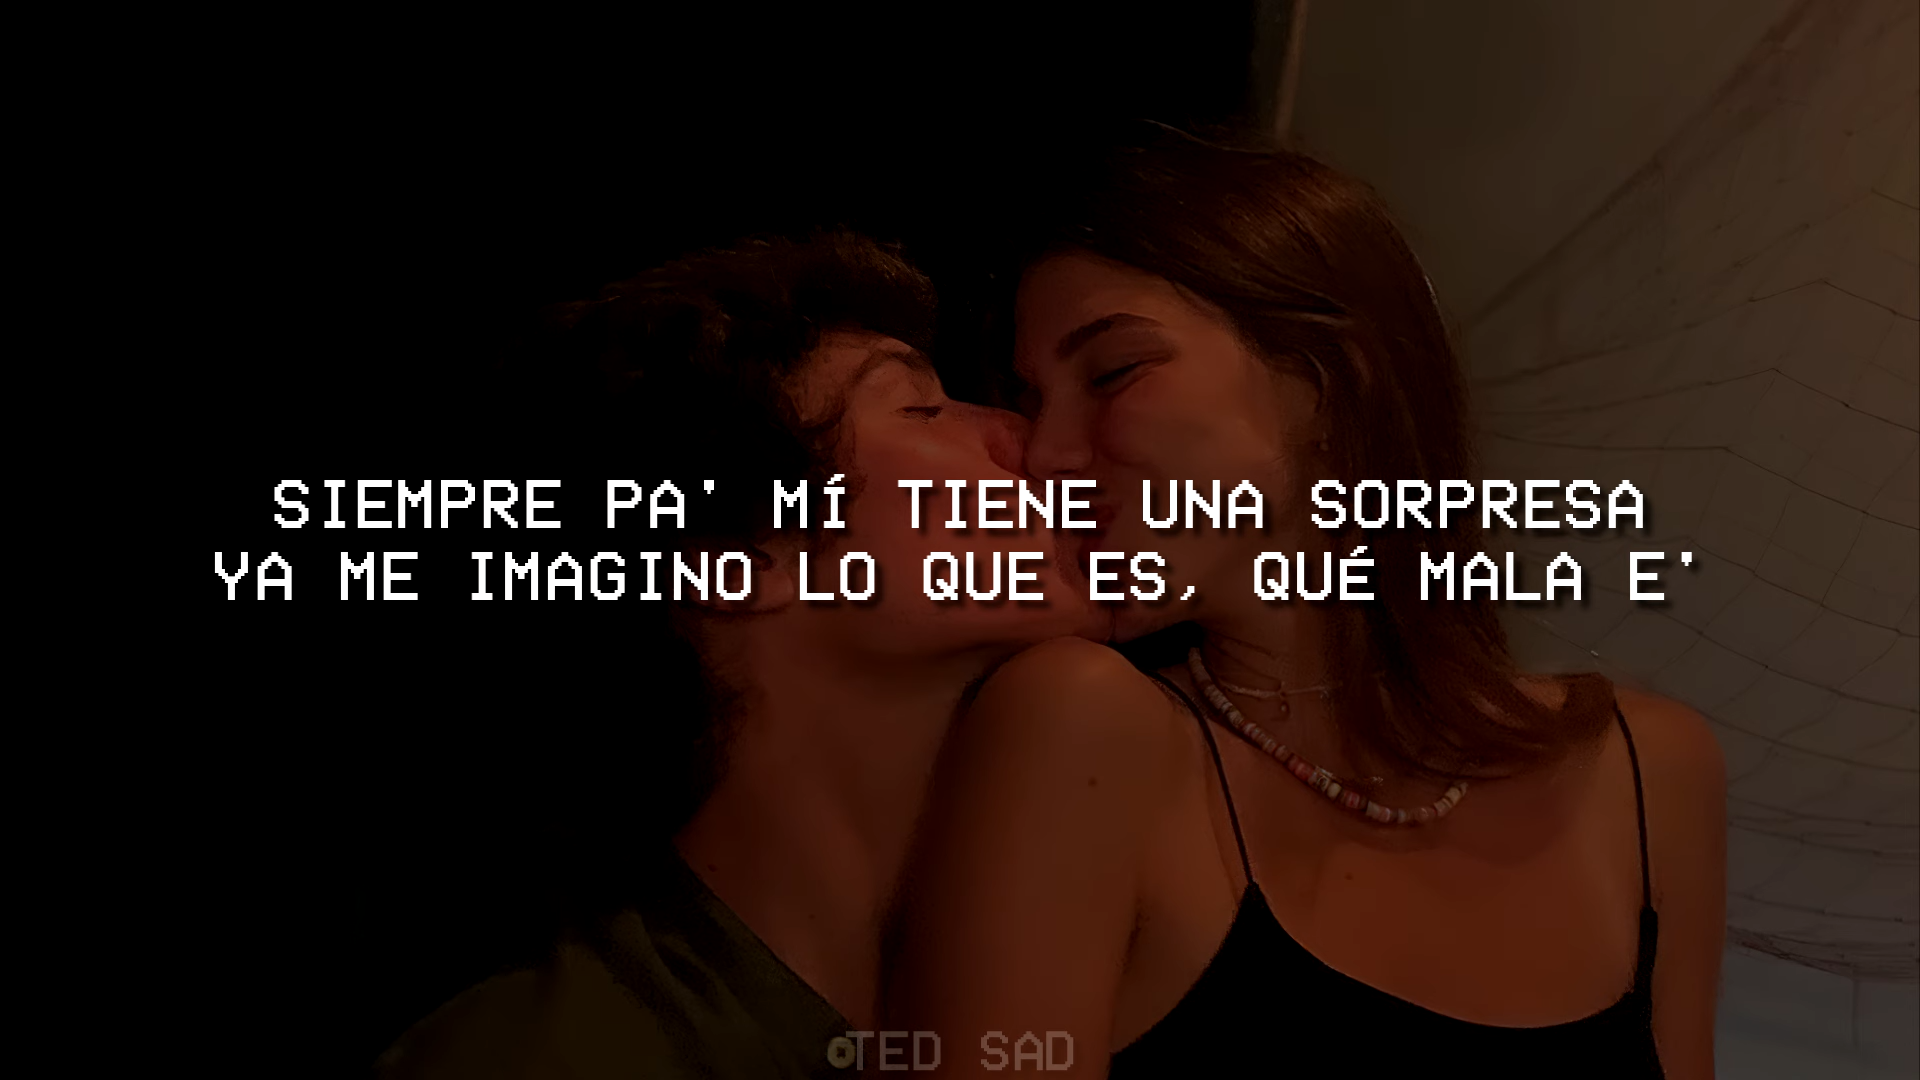 SIEMPRE PA' MÍ TIENE UNA SORPRESA
YA ME IMAGINO LO QUE ES, QUÉ MALA E'
TED SAD